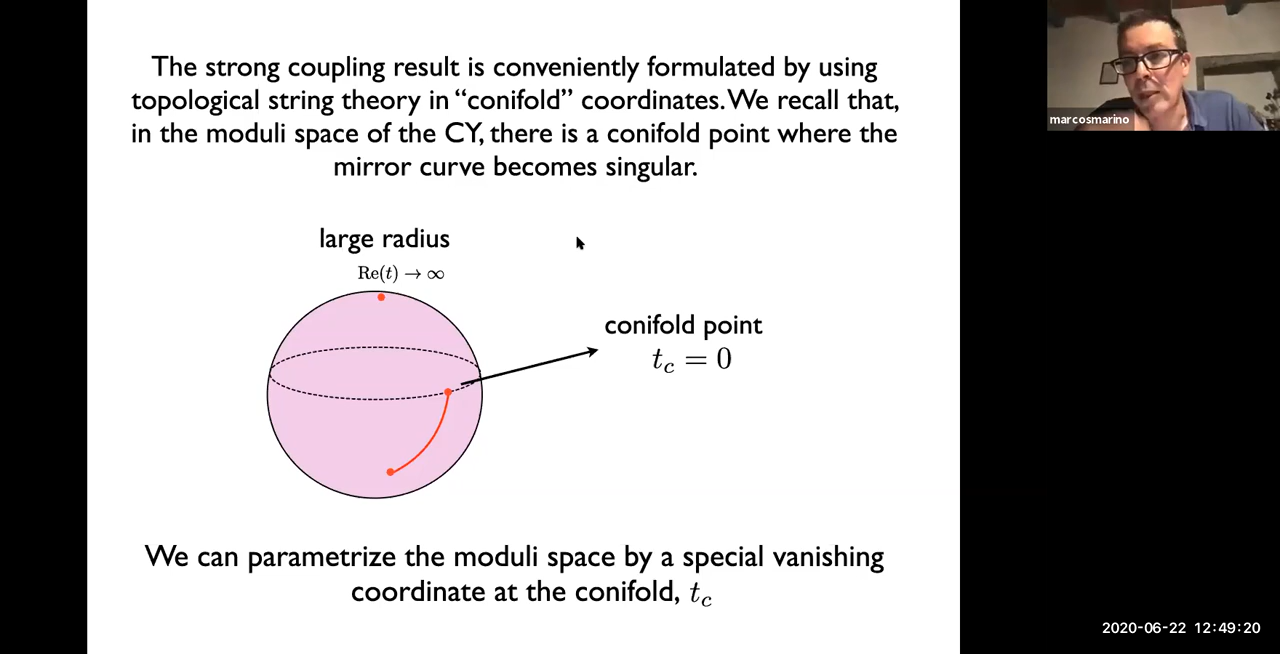 The strong coupling result is conveniently formulated by using
topological string theory in “conifold” coordinates. We recall that,
in the moduli space of the CY, there is a conifold point where the
mirror curve becomes singular.
marcosmarino
large radius
Re(t) → ∞
conifold point
t_c = 0
We can parametrize the moduli space by a special vanishing
coordinate at the conifold, t_c
2020-06-22 12:49:20